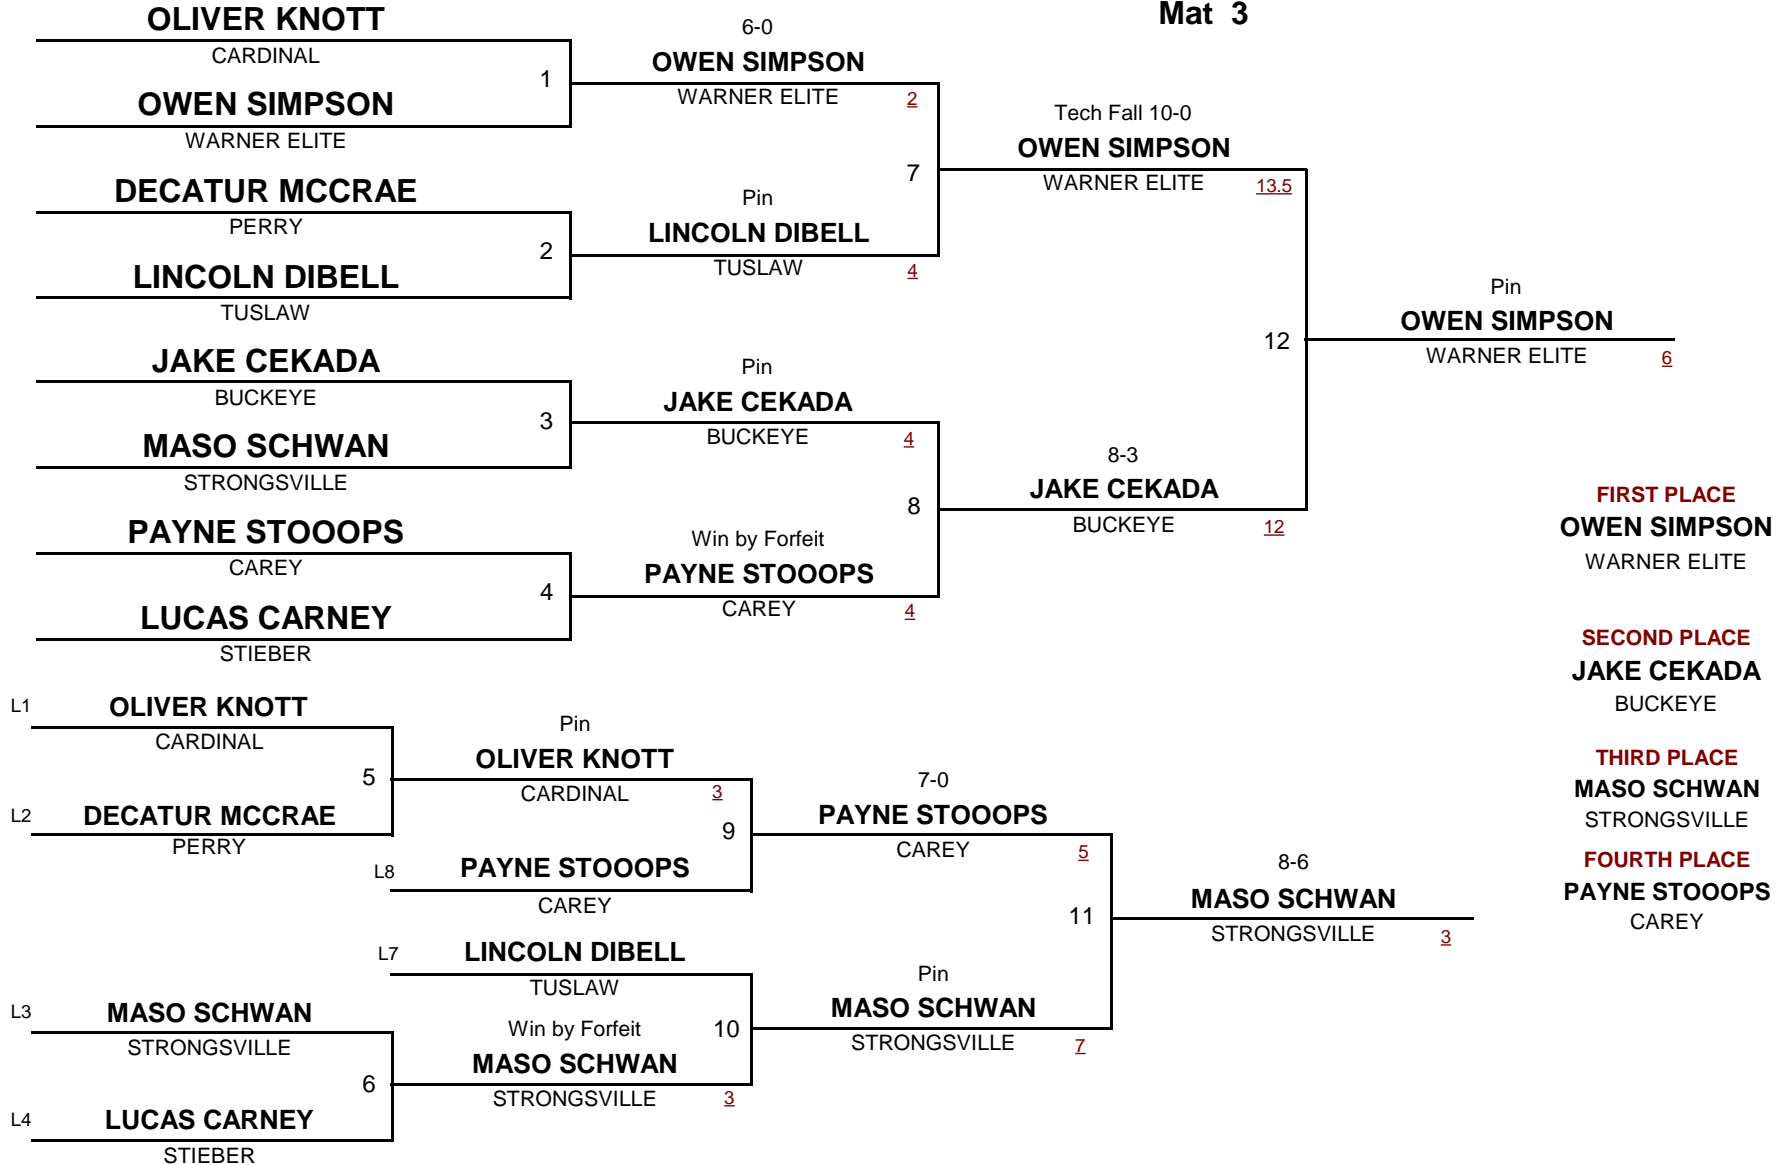 Mat 3
OLIVER KNOTT
CARDINAL
1
OWEN SIMPSON
WARNER ELITE
DECATUR MCCRAE
PERRY
2
LINCOLN DIBELL
TUSLAW
JAKE CEKADA
BUCKEYE
3
MASO SCHWAN
STRONGSVILLE
PAYNE STOOOPS
CAREY
4
LUCAS CARNEY
STIEBER
6-0
OWEN SIMPSON
WARNER ELITE 2
7
Pin
LINCOLN DIBELL
TUSLAW 4
Pin
JAKE CEKADA
BUCKEYE 4
8
Win by Forfeit
PAYNE STOOOPS
CAREY 4
Tech Fall 10-0
OWEN SIMPSON
WARNER ELITE 13.5
12
8-3
JAKE CEKADA
BUCKEYE 12
Pin
OWEN SIMPSON
WARNER ELITE 6
FIRST PLACE
OWEN SIMPSON
WARNER ELITE
SECOND PLACE
JAKE CEKADA
BUCKEYE
THIRD PLACE
MASO SCHWAN
STRONGSVILLE
FOURTH PLACE
PAYNE STOOOPS
CAREY
L1 OLIVER KNOTT
CARDINAL
5
L2 DECATUR MCCRAE
PERRY
L3 MASO SCHWAN
STRONGSVILLE
6
L4 LUCAS CARNEY
STIEBER
Pin
OLIVER KNOTT
CARDINAL 3
9
L8 PAYNE STOOOPS
CAREY
L7 LINCOLN DIBELL
TUSLAW
Win by Forfeit 10
MASO SCHWAN
STRONGSVILLE 3
7-0
PAYNE STOOOPS
CAREY 5
11
Pin
MASO SCHWAN
STRONGSVILLE 7
8-6
MASO SCHWAN
STRONGSVILLE 3